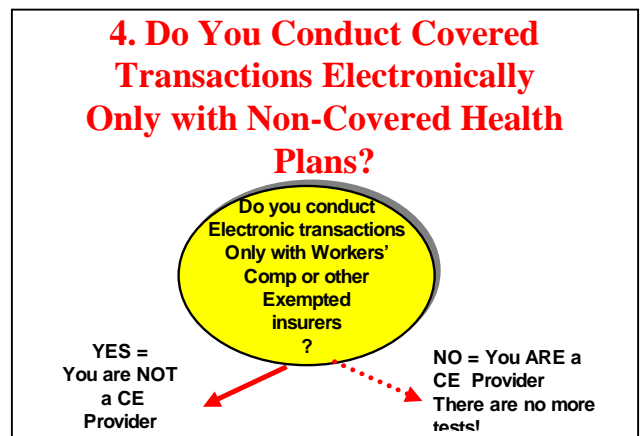 4. Do You Conduct Covered
Transactions Electronically
Only with Non-Covered Health
Plans?
Do you conduct
Electronic transactions
Only with Workers’
Comp or other
Exempted
insurers
?
YES =
You are NOT
a CE
Provider
NO = You ARE a
CE Provider
There are no more
tests!